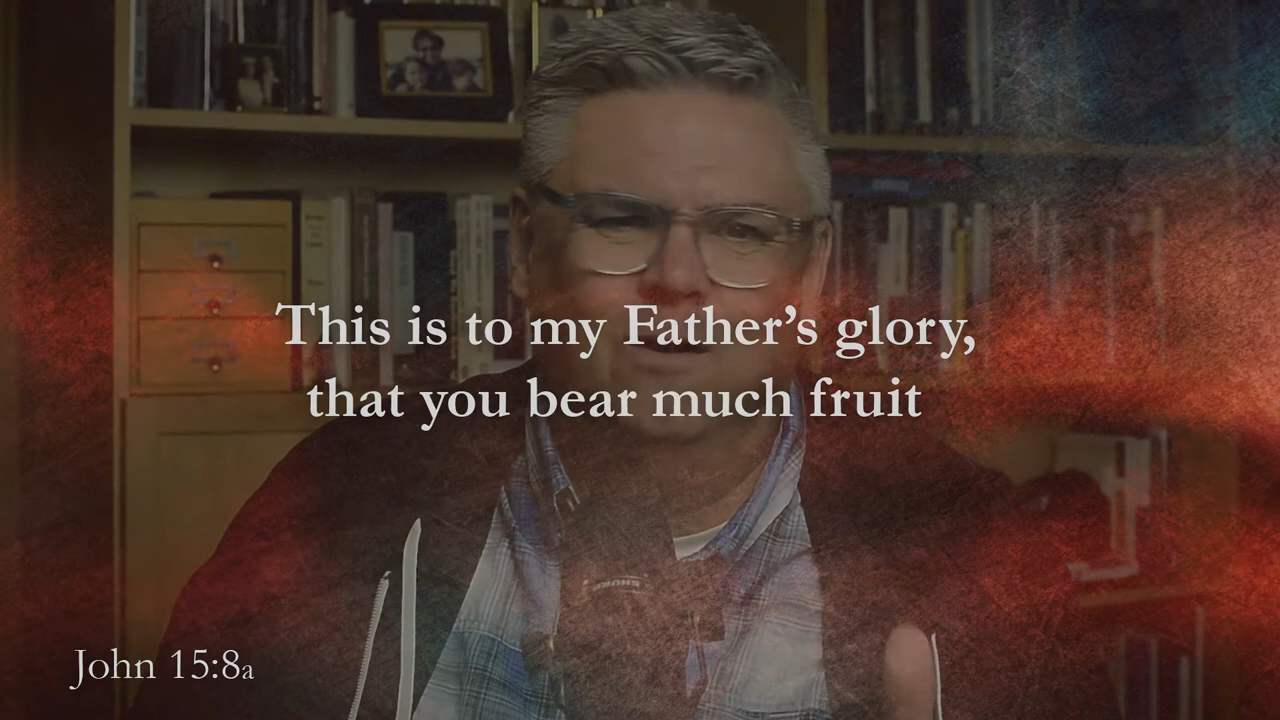 This is to my Father’s glory,
that you bear much fruit
John 15:8a